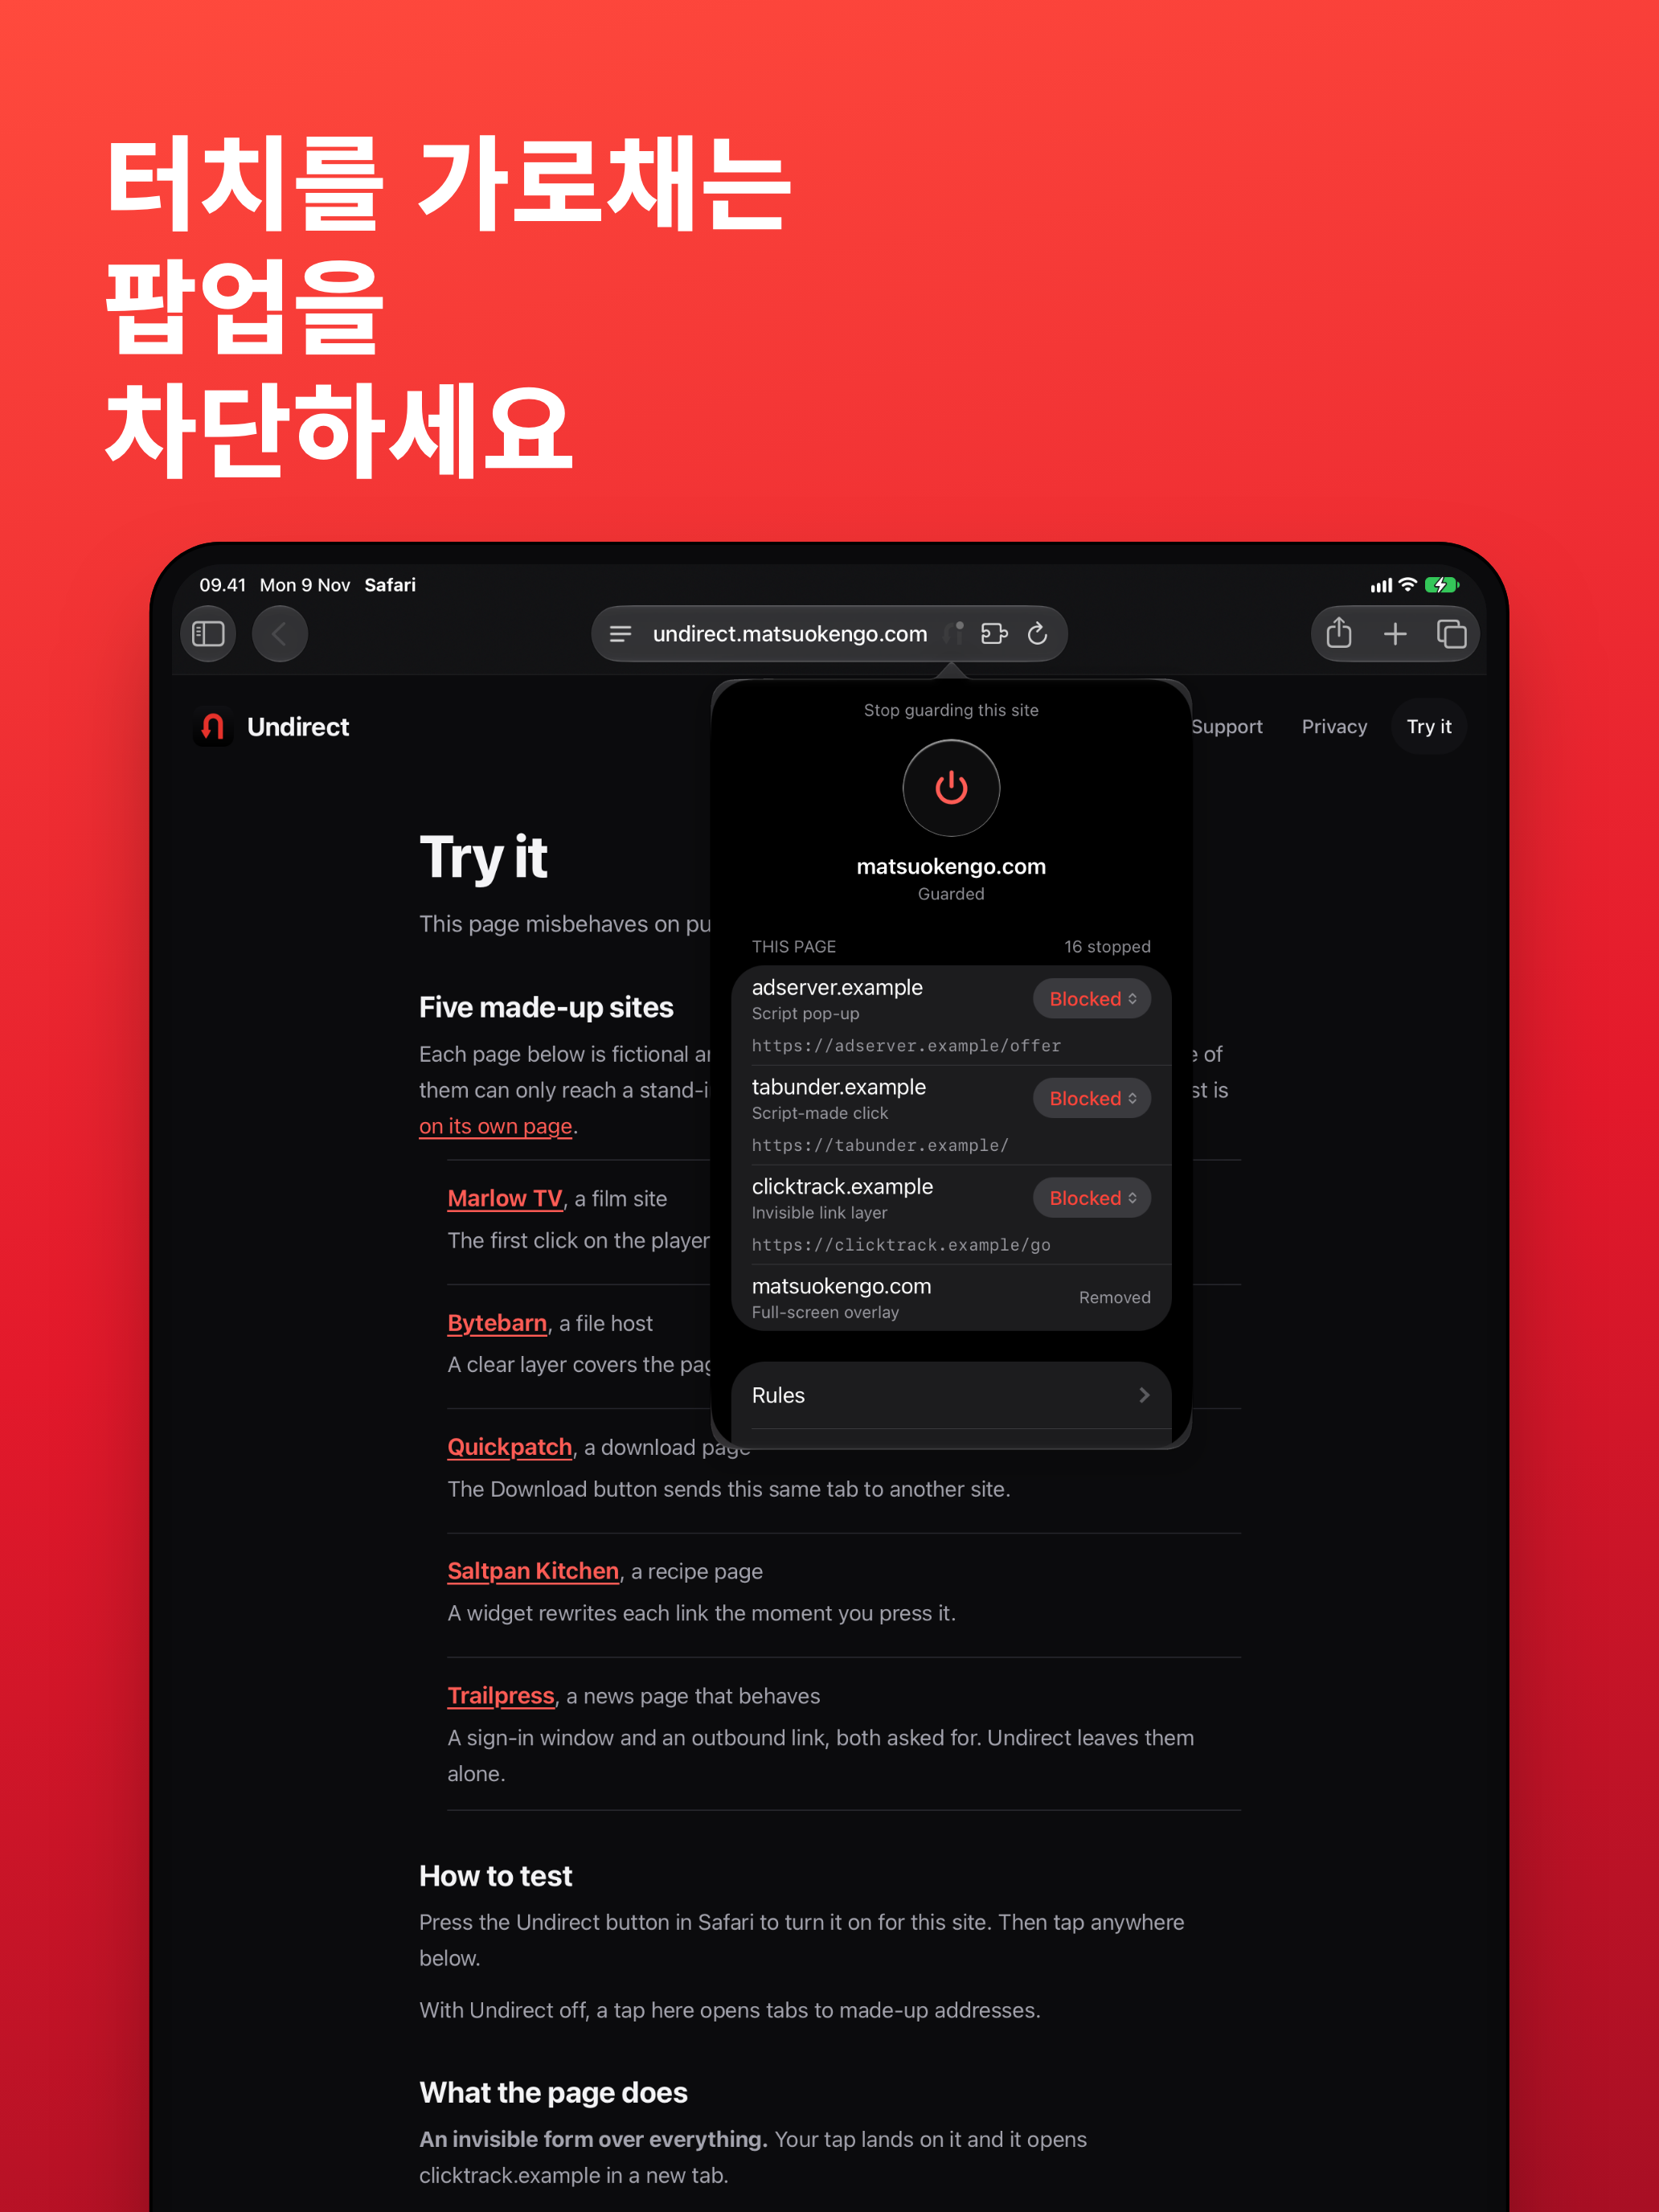 터치를 가로채는
팝업을
차단하세요
09.41 Mon 9 Nov Safari
undirect.matsuokengo.com
Undirect
Support Privacy Try it
Stop guarding this site
matsuokengo.com
Guarded
THIS PAGE 16 stopped
adserver.example
Script pop-up
Blocked
https://adserver.example/offer
tabunder.example
Script-made click
Blocked
https://tabunder.example/
clicktrack.example
Invisible link layer
Blocked
https://clicktrack.example/go
matsuokengo.com
Full-screen overlay
Removed
Rules
Try it
This page misbehaves on pu
Five made-up sites
Each page below is fictional of
them can only reach a stand-i st is
on its own page.
Marlow TV, a film site
The first click on the player
Bytebarn, a file host
A clear layer covers the pag
Quickpatch, a download page
The Download button sends this same tab to another site.
Saltpan Kitchen, a recipe page
A widget rewrites each link the moment you press it.
Trailpress, a news page that behaves
A sign-in window and an outbound link, both asked for. Undirect leaves them
alone.
How to test
Press the Undirect button in Safari to turn it on for this site. Then tap anywhere
below.
With Undirect off, a tap here opens tabs to made-up addresses.
What the page does
An invisible form over everything. Your tap lands on it and it opens
clicktrack.example in a new tab.